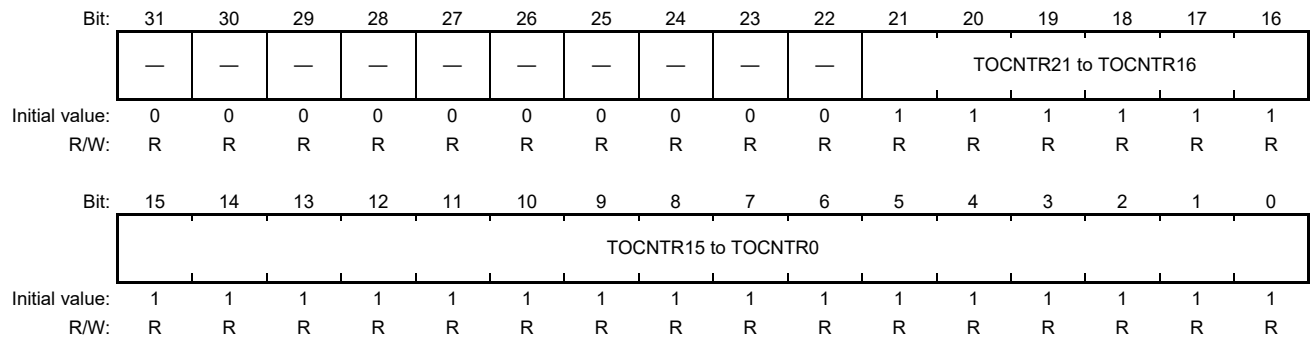 Bit: 31 30 29 28 27 26 25 24 23 22 21 20 19 18 17 16
— — — — — — — — — — TOCNTR21 to TOCNTR16
Initial value: 0 0 0 0 0 0 0 0 0 0 1 1 1 1 1 1
R/W: R R R R R R R R R R R R R R R R
Bit: 15 14 13 12 11 10 9 8 7 6 5 4 3 2 1 0
TOCNTR15 to TOCNTR0
Initial value: 1 1 1 1 1 1 1 1 1 1 1 1 1 1 1 1
R/W: R R R R R R R R R R R R R R R R